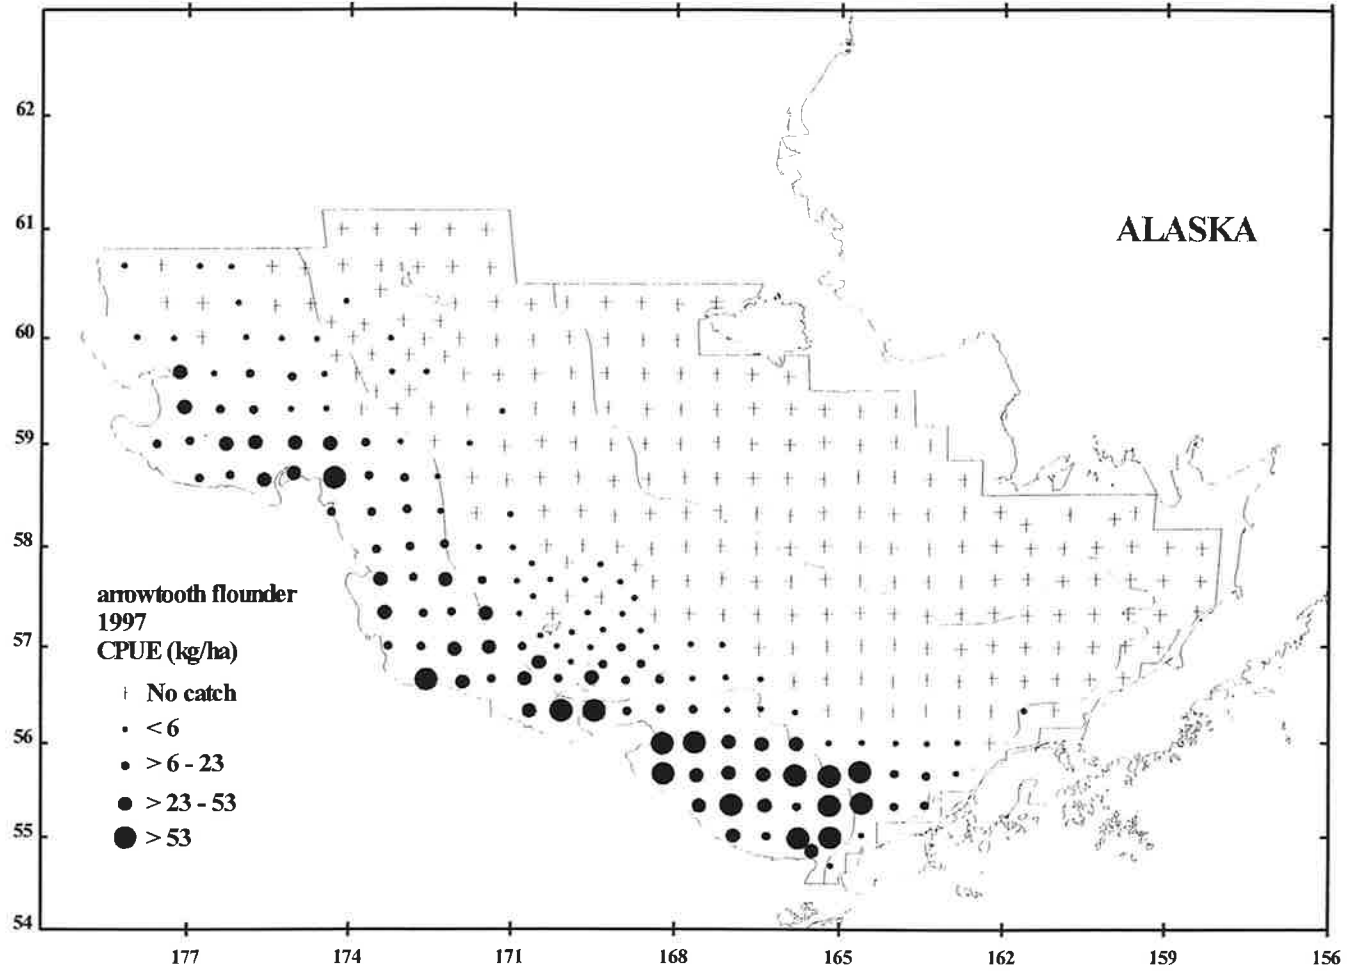 62
61
60
59
58
57
56
55
54
ALASKA
arrowtooth flounder
1997
CPUE (kg/ha)
No catch
< 6
> 6 - 23
> 23 - 53
> 53
177 174 171 168 165 162 159 156